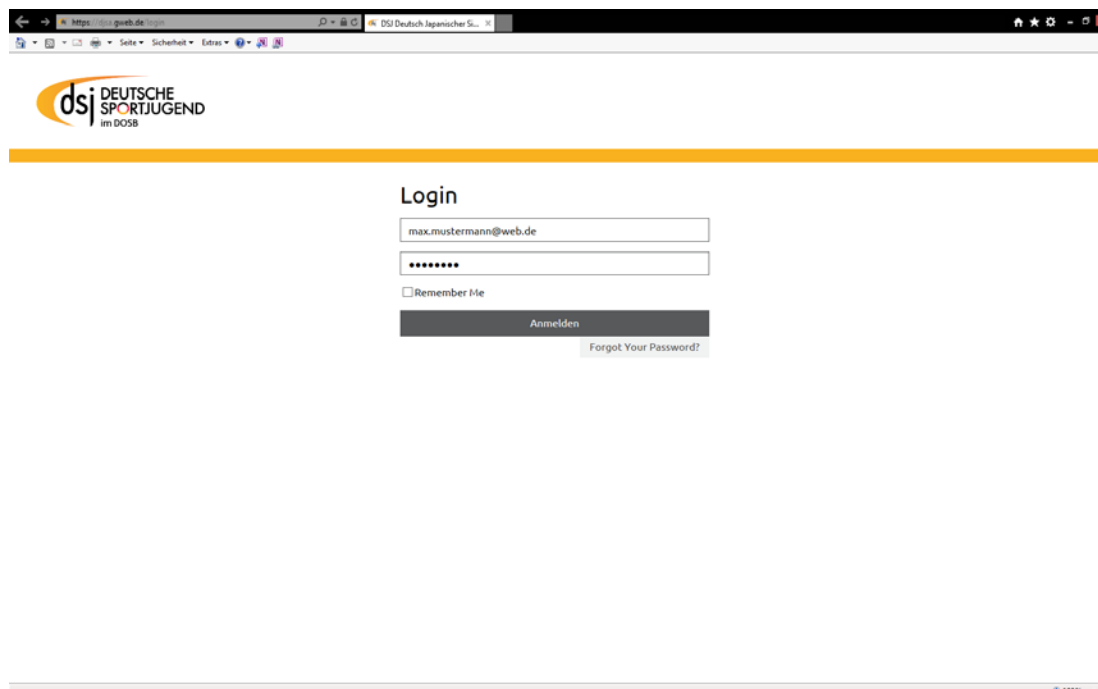 https://djsa.gweb.de/login
DSJ Deutsch Japanischer Si...
Seite Sicherheit Extras
dsj DEUTSCHE
SPORTJUGEND
im DOSB
Login
max.mustermann@web.de
••••••••
Remember Me
Anmelden
Forgot Your Password?